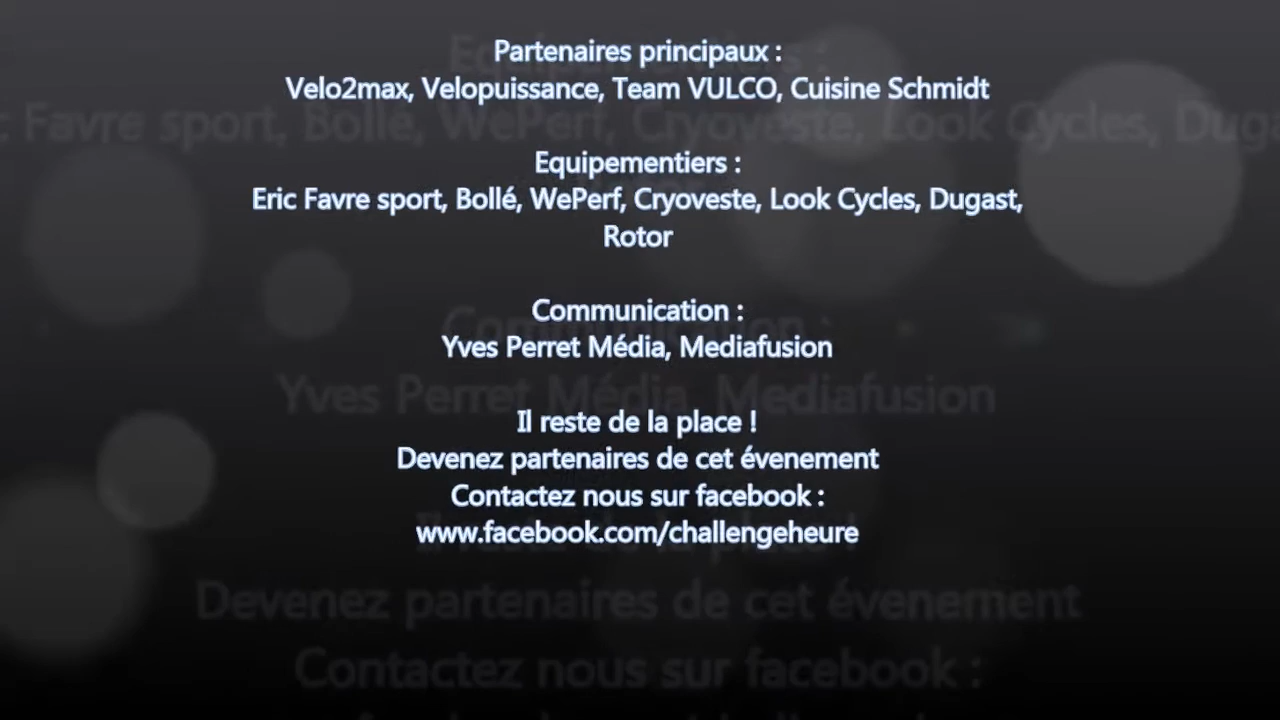 Partenaires principaux :
Velo2max, Velopuissance, Team VULCO, Cuisine Schmidt
Equipementiers :
Eric Favre sport, Bollé, WePerf, Cryoveste, Look Cycles, Dugast,
Rotor
Communication :
Yves Perret Média, Mediafusion
Il reste de la place !
Devenez partenaires de cet évenement
Contactez nous sur facebook :
www.facebook.com/challengeheure